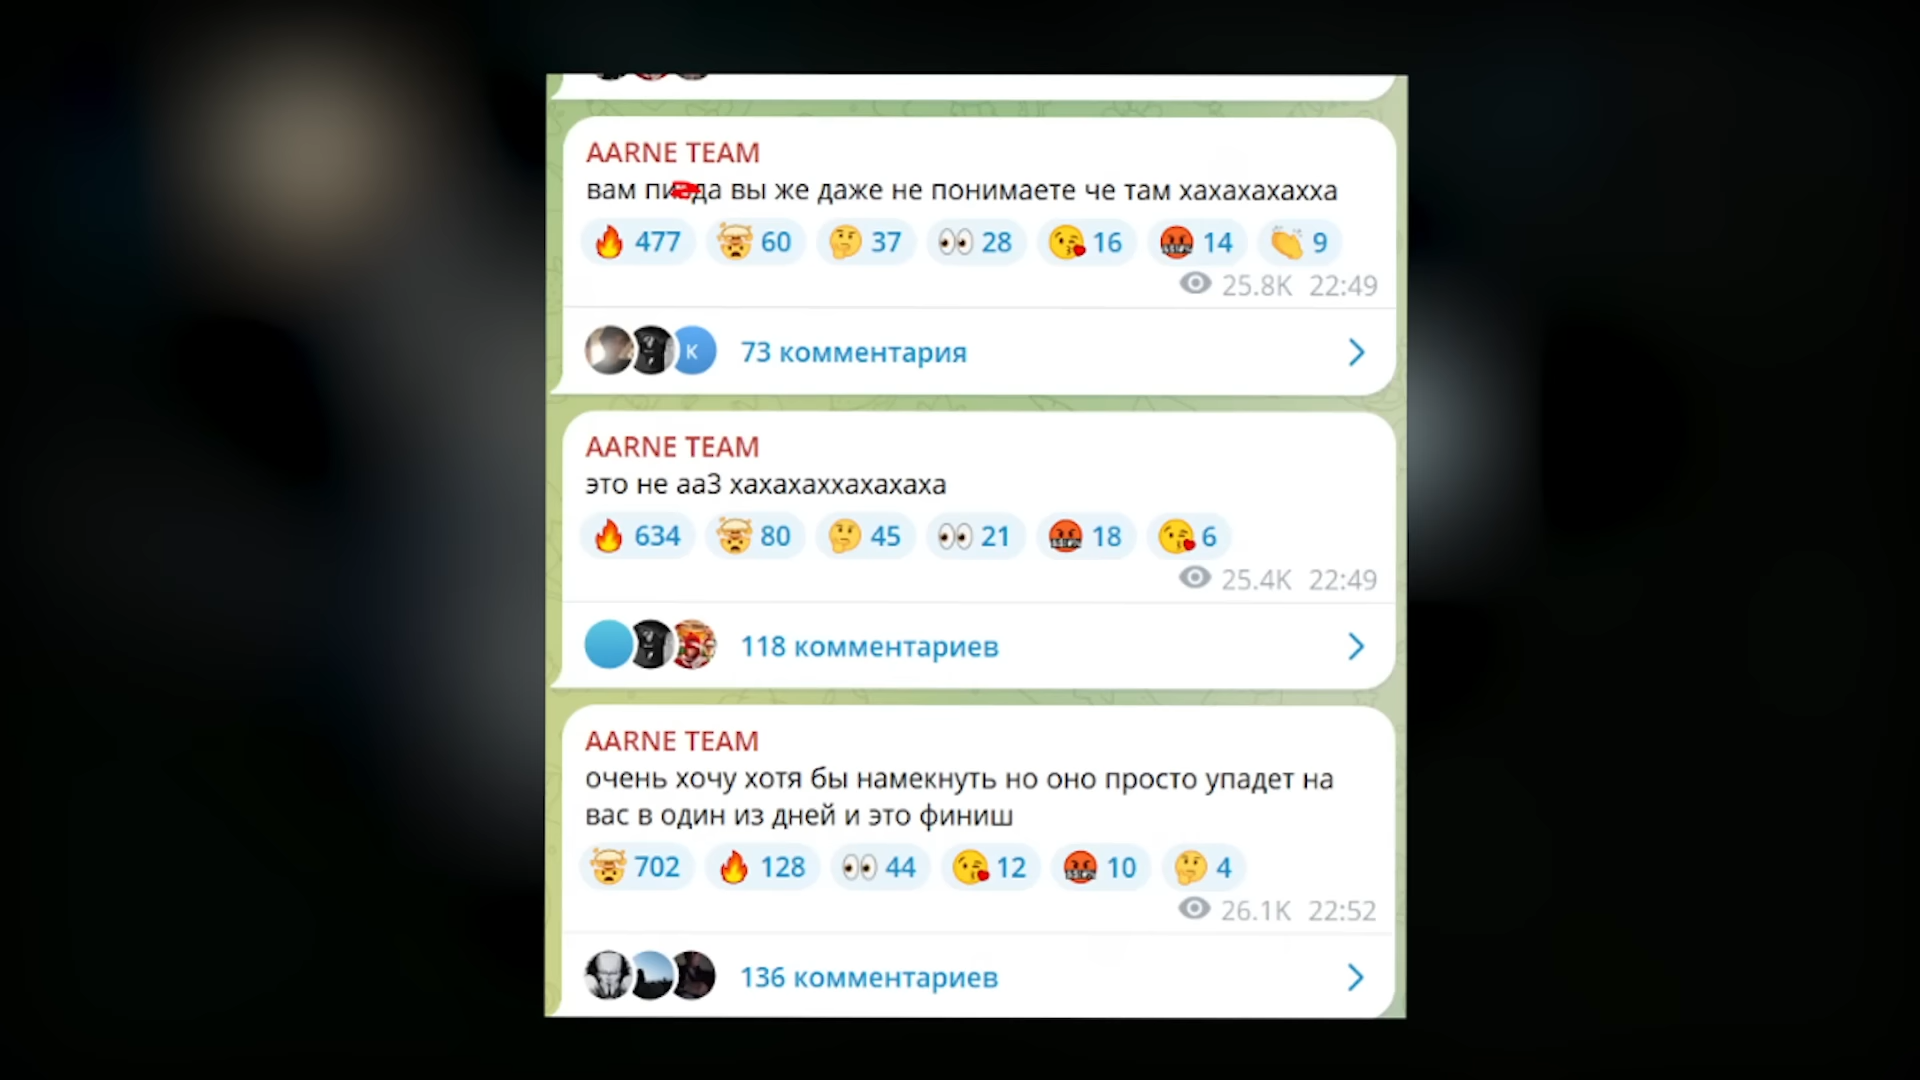 AARNE TEAM
вам пизда вы же даже не понимаете че там хахахахахха
477 60 37 28 16 14 9
25.8K 22:49
K
73 комментария
AARNE TEAM
это не aa3 хахахаххахахаха
634 80 45 21 18 6
25.4K 22:49
118 комментариев
AARNE TEAM
очень хочу хотя бы намекнуть но оно просто упадет на
вас в один из дней и это финиш
702 128 44 12 10 4
26.1K 22:52
136 комментариев